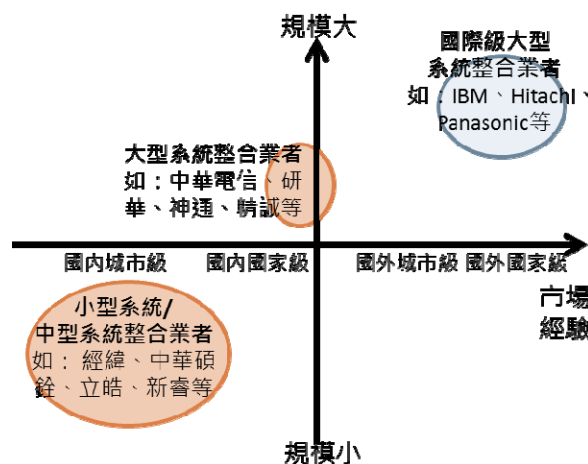 規模大
國際級大型
系統整合業者
如：IBM、Hitachi、
Panasonic等
大型系統整合業者
如：中華電信、研
華、神通、精誠等
國內城市級
國內國家級
國外城市級
國外國家級
市場
經驗
小型系統/
中型系統整合業者
如： 經緯、中華碩
銓、立皓、新睿等
規模小